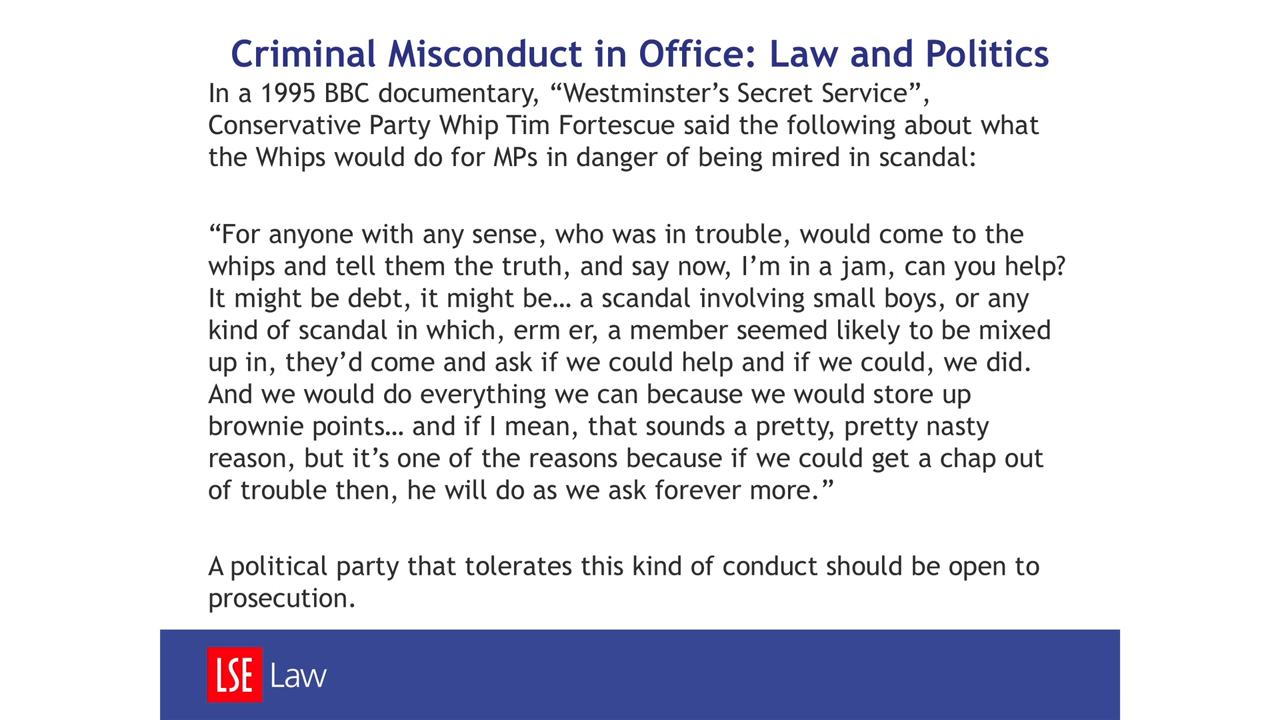 Criminal Misconduct in Office: Law and Politics
In a 1995 BBC documentary, “Westminster’s Secret Service”,
Conservative Party Whip Tim Fortescue said the following about what
the Whips would do for MPs in danger of being mired in scandal:
“For anyone with any sense, who was in trouble, would come to the
whips and tell them the truth, and say now, I’m in a jam, can you help?
It might be debt, it might be… a scandal involving small boys, or any
kind of scandal in which, erm er, a member seemed likely to be mixed
up in, they’d come and ask if we could help and if we could, we did.
And we would do everything we can because we would store up
brownie points… and if I mean, that sounds a pretty, pretty nasty
reason, but it’s one of the reasons because if we could get a chap out
of trouble then, he will do as we ask forever more.”
A political party that tolerates this kind of conduct should be open to
prosecution.
LSE Law